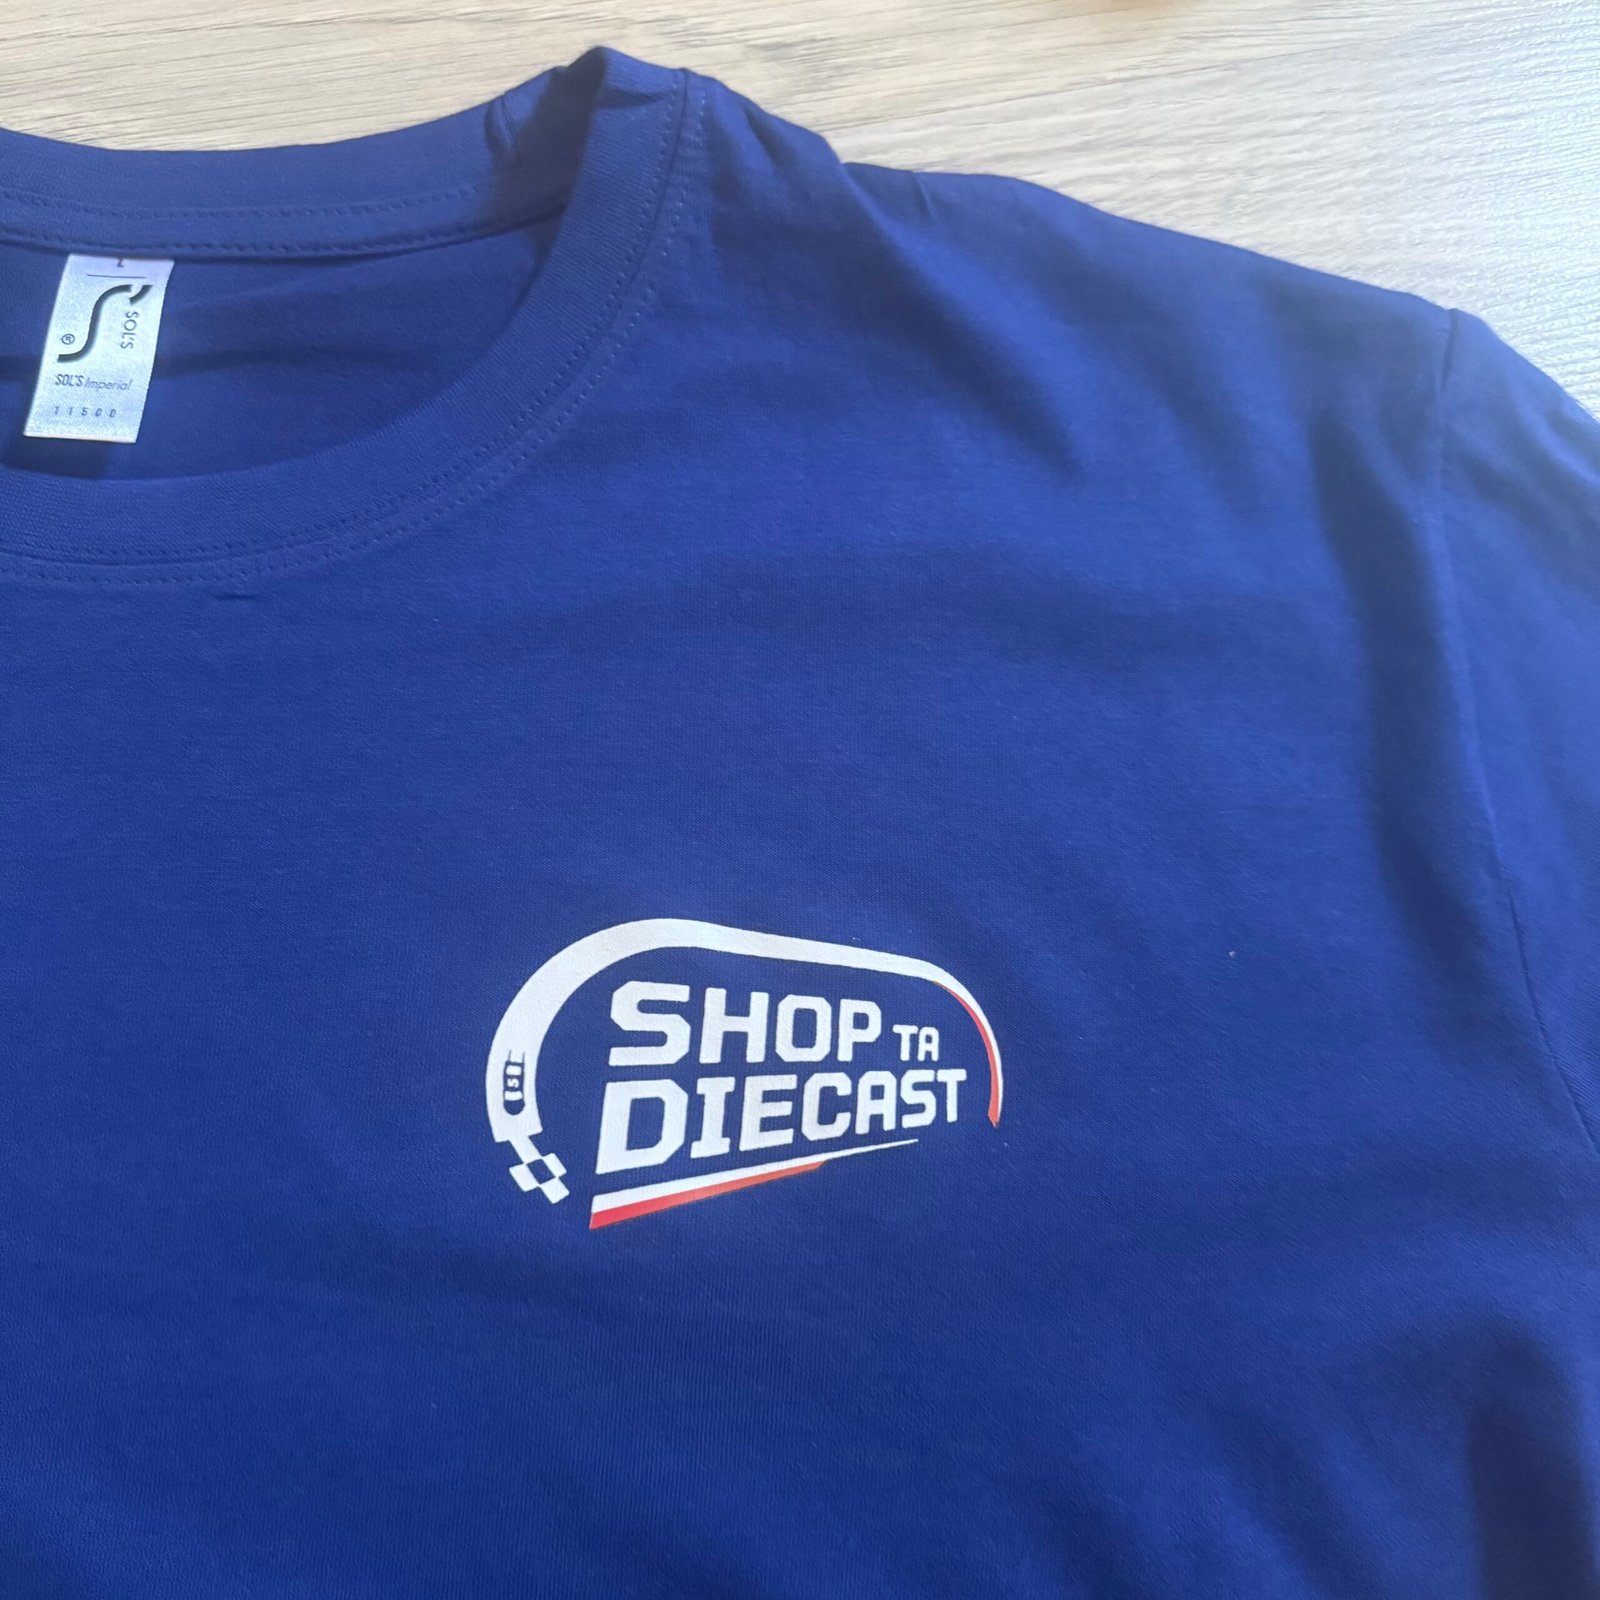 L
SOL'S
®
SOL'S Imperial
11500
SHOP TA
DIECAST